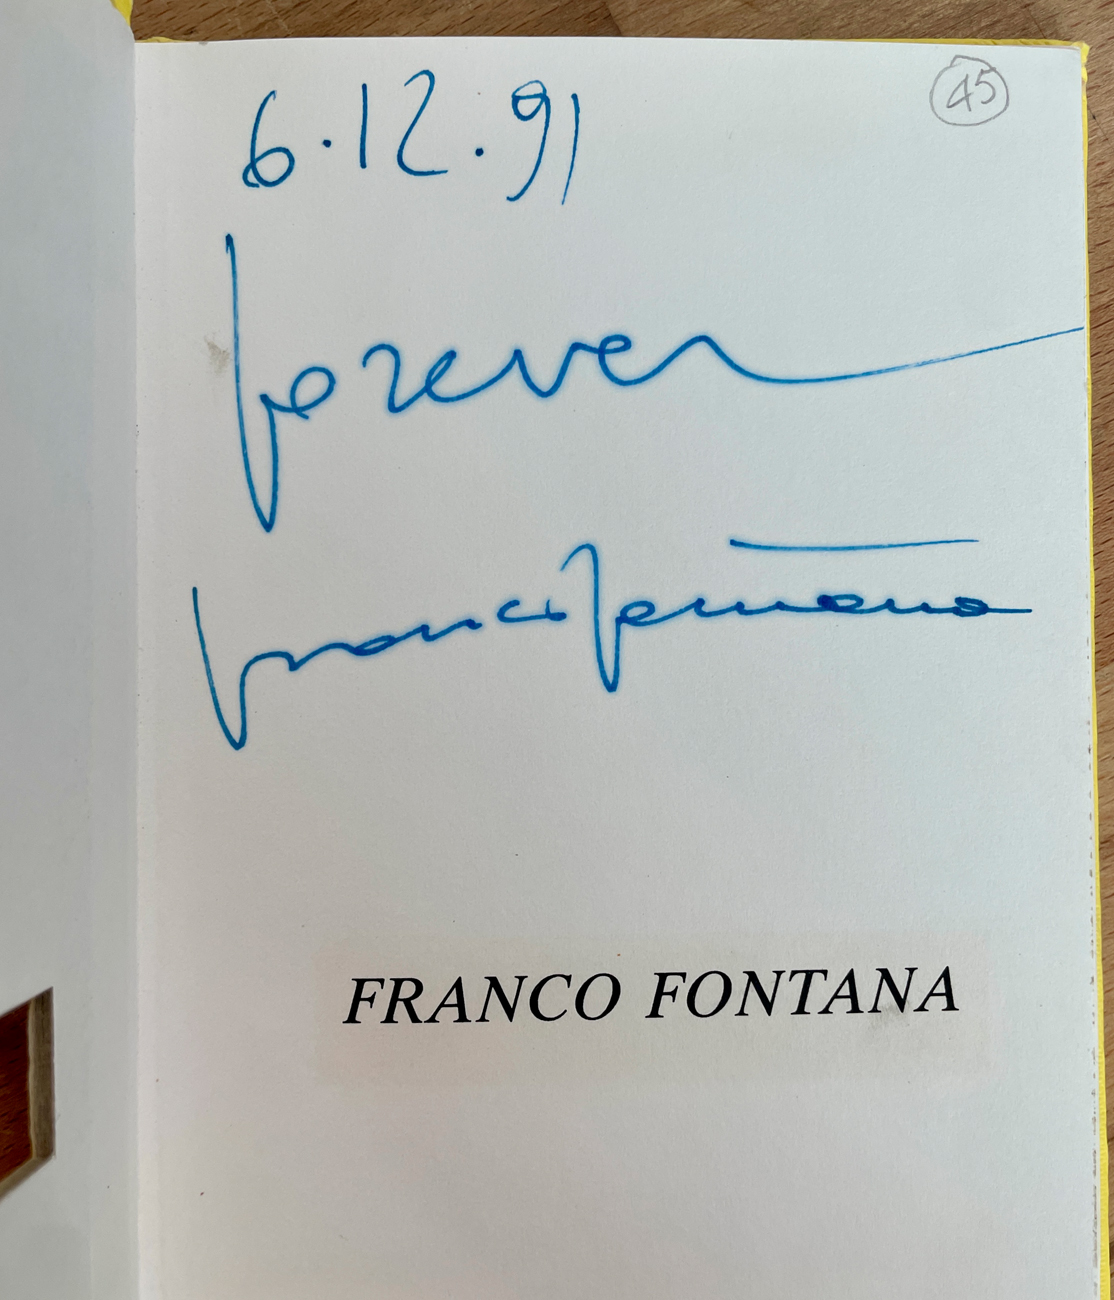 6.12.91
45
forever
franco fontana
FRANCO FONTANA